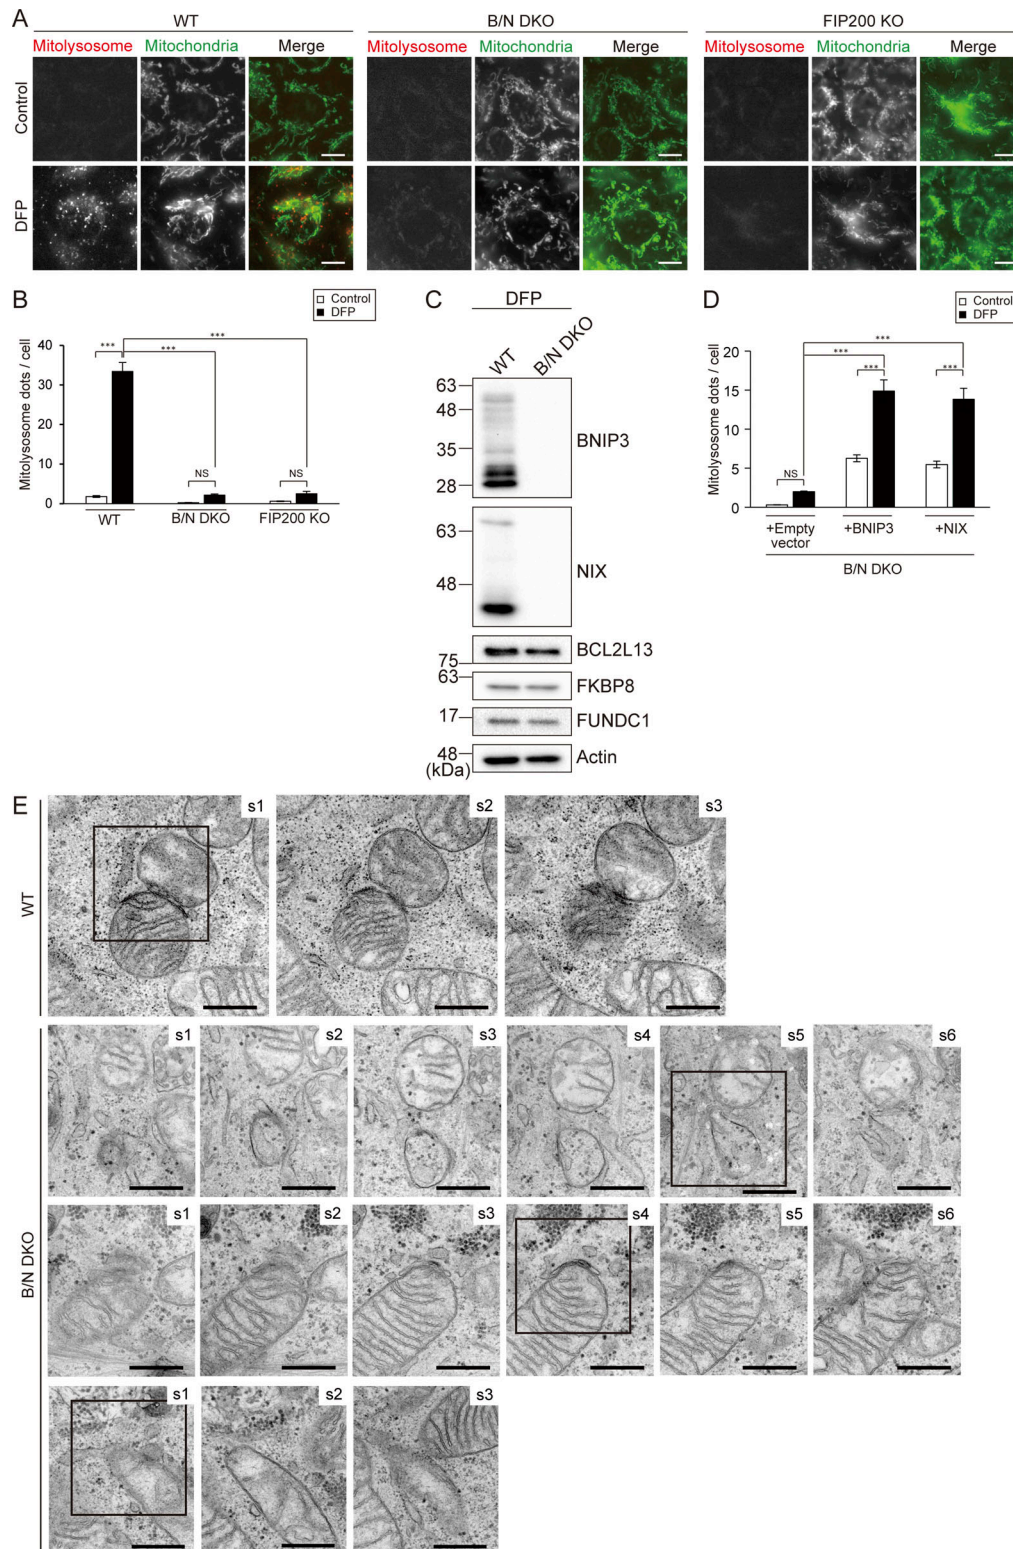 A
WT
B/N DKO
FIP200 KO
Mitolysosome Mitochondria Merge
Mitolysosome Mitochondria Merge
Mitolysosome Mitochondria Merge
Control
DFP
B
Control
DFP
Mitolysosome dots / cell
40
30
20
10
0
***
***
***
NS
NS
WT
B/N DKO
FIP200 KO
C
DFP
WT
B/N DKO
63
48
35
28
BNIP3
63
48
NIX
75
BCL2L13
63
FKBP8
17
FUNDC1
48
(kDa)
Actin
D
Control
DFP
Mitolysosome dots / cell
20
15
10
5
0
***
***
***
***
NS
+Empty
vector
+BNIP3
+NIX
B/N DKO
E
WT
s1
s2
s3
B/N DKO
s1
s2
s3
s4
s5
s6
s1
s2
s3
s4
s5
s6
s1
s2
s3